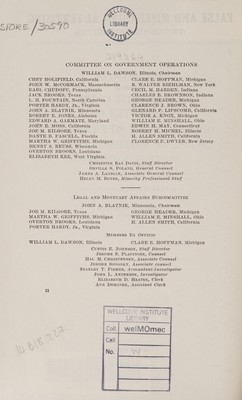 STORE/30590
WELLCOME
LIBRARY
INSTITUTE
COMMITTEE ON GOVERNMENT OPERATIONS
WILLIAM L. DAWSON, Illinois, Chairman
CHET HOLIFIELD, California
JOHN W. McCORMACK, Massachusetts
EARL CHUDOFF, Pennsylvania
JACK BROOKS, Texas
L. H. FOUNTAIN, North Carolina
PORTER HARDY, Jr., Virginia
JOHN A. BLATNIK, Minnesota
ROBERT E. JONES, Alabama
EDWARD A. GARMATZ, Maryland
JOHN E. MOSS, California
JOE M. KILGORE, Texas
DANTE B. FASCELL, Florida
MARTHA W. GRIFFITHS, Michigan
HENRY S. REUSS, Wisconsin
OVERTON BROOKS, Louisiana
ELIZABETH KEE, West Virginia
CLARE E. HOFFMAN, Michigan
R. WALTER RIEHLMAN, New York
CECIL M. HARDEN, Indiana
CHARLES B. BROWNSON, Indiana
GEORGE MEADER, Michigan
CLARENCE J. BROWN, Ohio
GLENARD P. LIPSCOMB, California
VICTOR A. KNOX, Michigan
WILLIAM E. MINSHALL, Ohio
EDWIN H. MAY, Connecticut
ROBERT H. MICHEL, Illinois
H. ALLEN SMITH, California
FLORENCE P. DWYER, New Jersey
CHRISTINE RAY DAVIS, Staff Director
ORVILLE S. POLAND, General Counsel
JAMES A. LANIGAN, Associate General Counsel
HELEN M. BOYER, Minority Professional Staff
LEGAL AND MONETARY AFFAIRS SUBCOMMITTEE
JOHN A. BLATNIK, Minnesota, Chairman
JOE M. KILGORE, Texas
MARTHA W. GRIFFITHS, Michigan
OVERTON BROOKS, Louisiana
PORTER HARDY, Jr., Virginia
GEORGE MEADER, Michigan
WILLIAM E. MINSHALL, Ohio
H. ALLEN SMITH, California
MEMBERS EX OFFICIO
WILLIAM L. DAWSON, Illinois
CLARE E. HOFFMAN, Michigan
CURTIS E. JOHNSON, Staff Director
JEROME S. PLAPINGER, Counsel
HAL M. CHRISTENSEN, Associate Counsel
JEROME SONOSKY, Associate counsel
STANLEY T. FISHER, Accountant-Investigator
JOHN L. ANDERSON, Investigator
ELIZABETH D. HEATER, Clerk
ANN DOMINEK, Assistant Clerk
II
WELLCOME INSTITUTE
LIBRARY
Coll. welMOmec
Call
No.